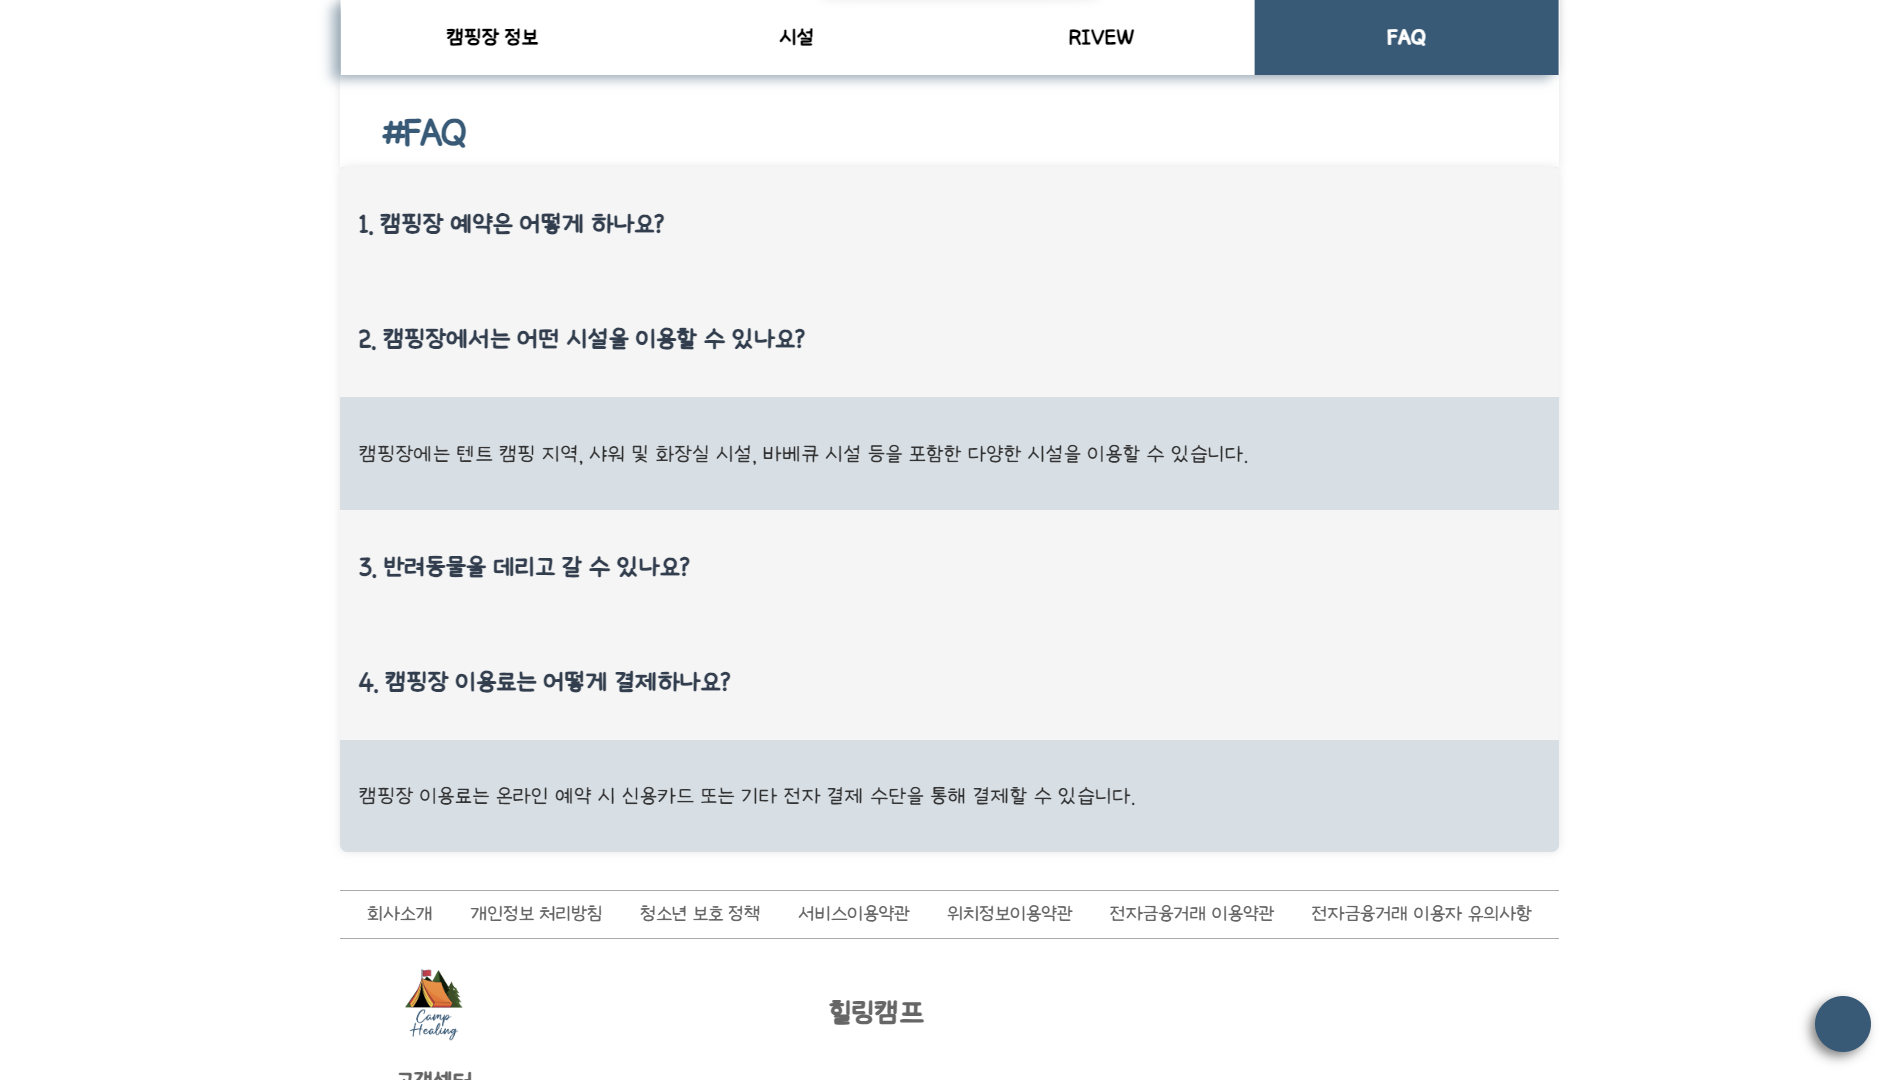 캠핑장 정보 시설 RIVEW FAQ
#FAQ
1. 캠핑장 예약은 어떻게 하나요?
2. 캠핑장에서는 어떤 시설을 이용할 수 있나요?
캠핑장에는 텐트 캠핑 지역, 샤워 및 화장실 시설, 바베큐 시설 등을 포함한 다양한 시설을 이용할 수 있습니다.
3. 반려동물을 데리고 갈 수 있나요?
4. 캠핑장 이용료는 어떻게 결제하나요?
캠핑장 이용료는 온라인 예약 시 신용카드 또는 기타 전자 결제 수단을 통해 결제할 수 있습니다.
회사소개 개인정보 처리방침 청소년 보호 정책 서비스이용약관 위치정보이용약관 전자금융거래 이용약관 전자금융거래 이용자 유의사항
Camp
Healing
힐링캠프
고객센터